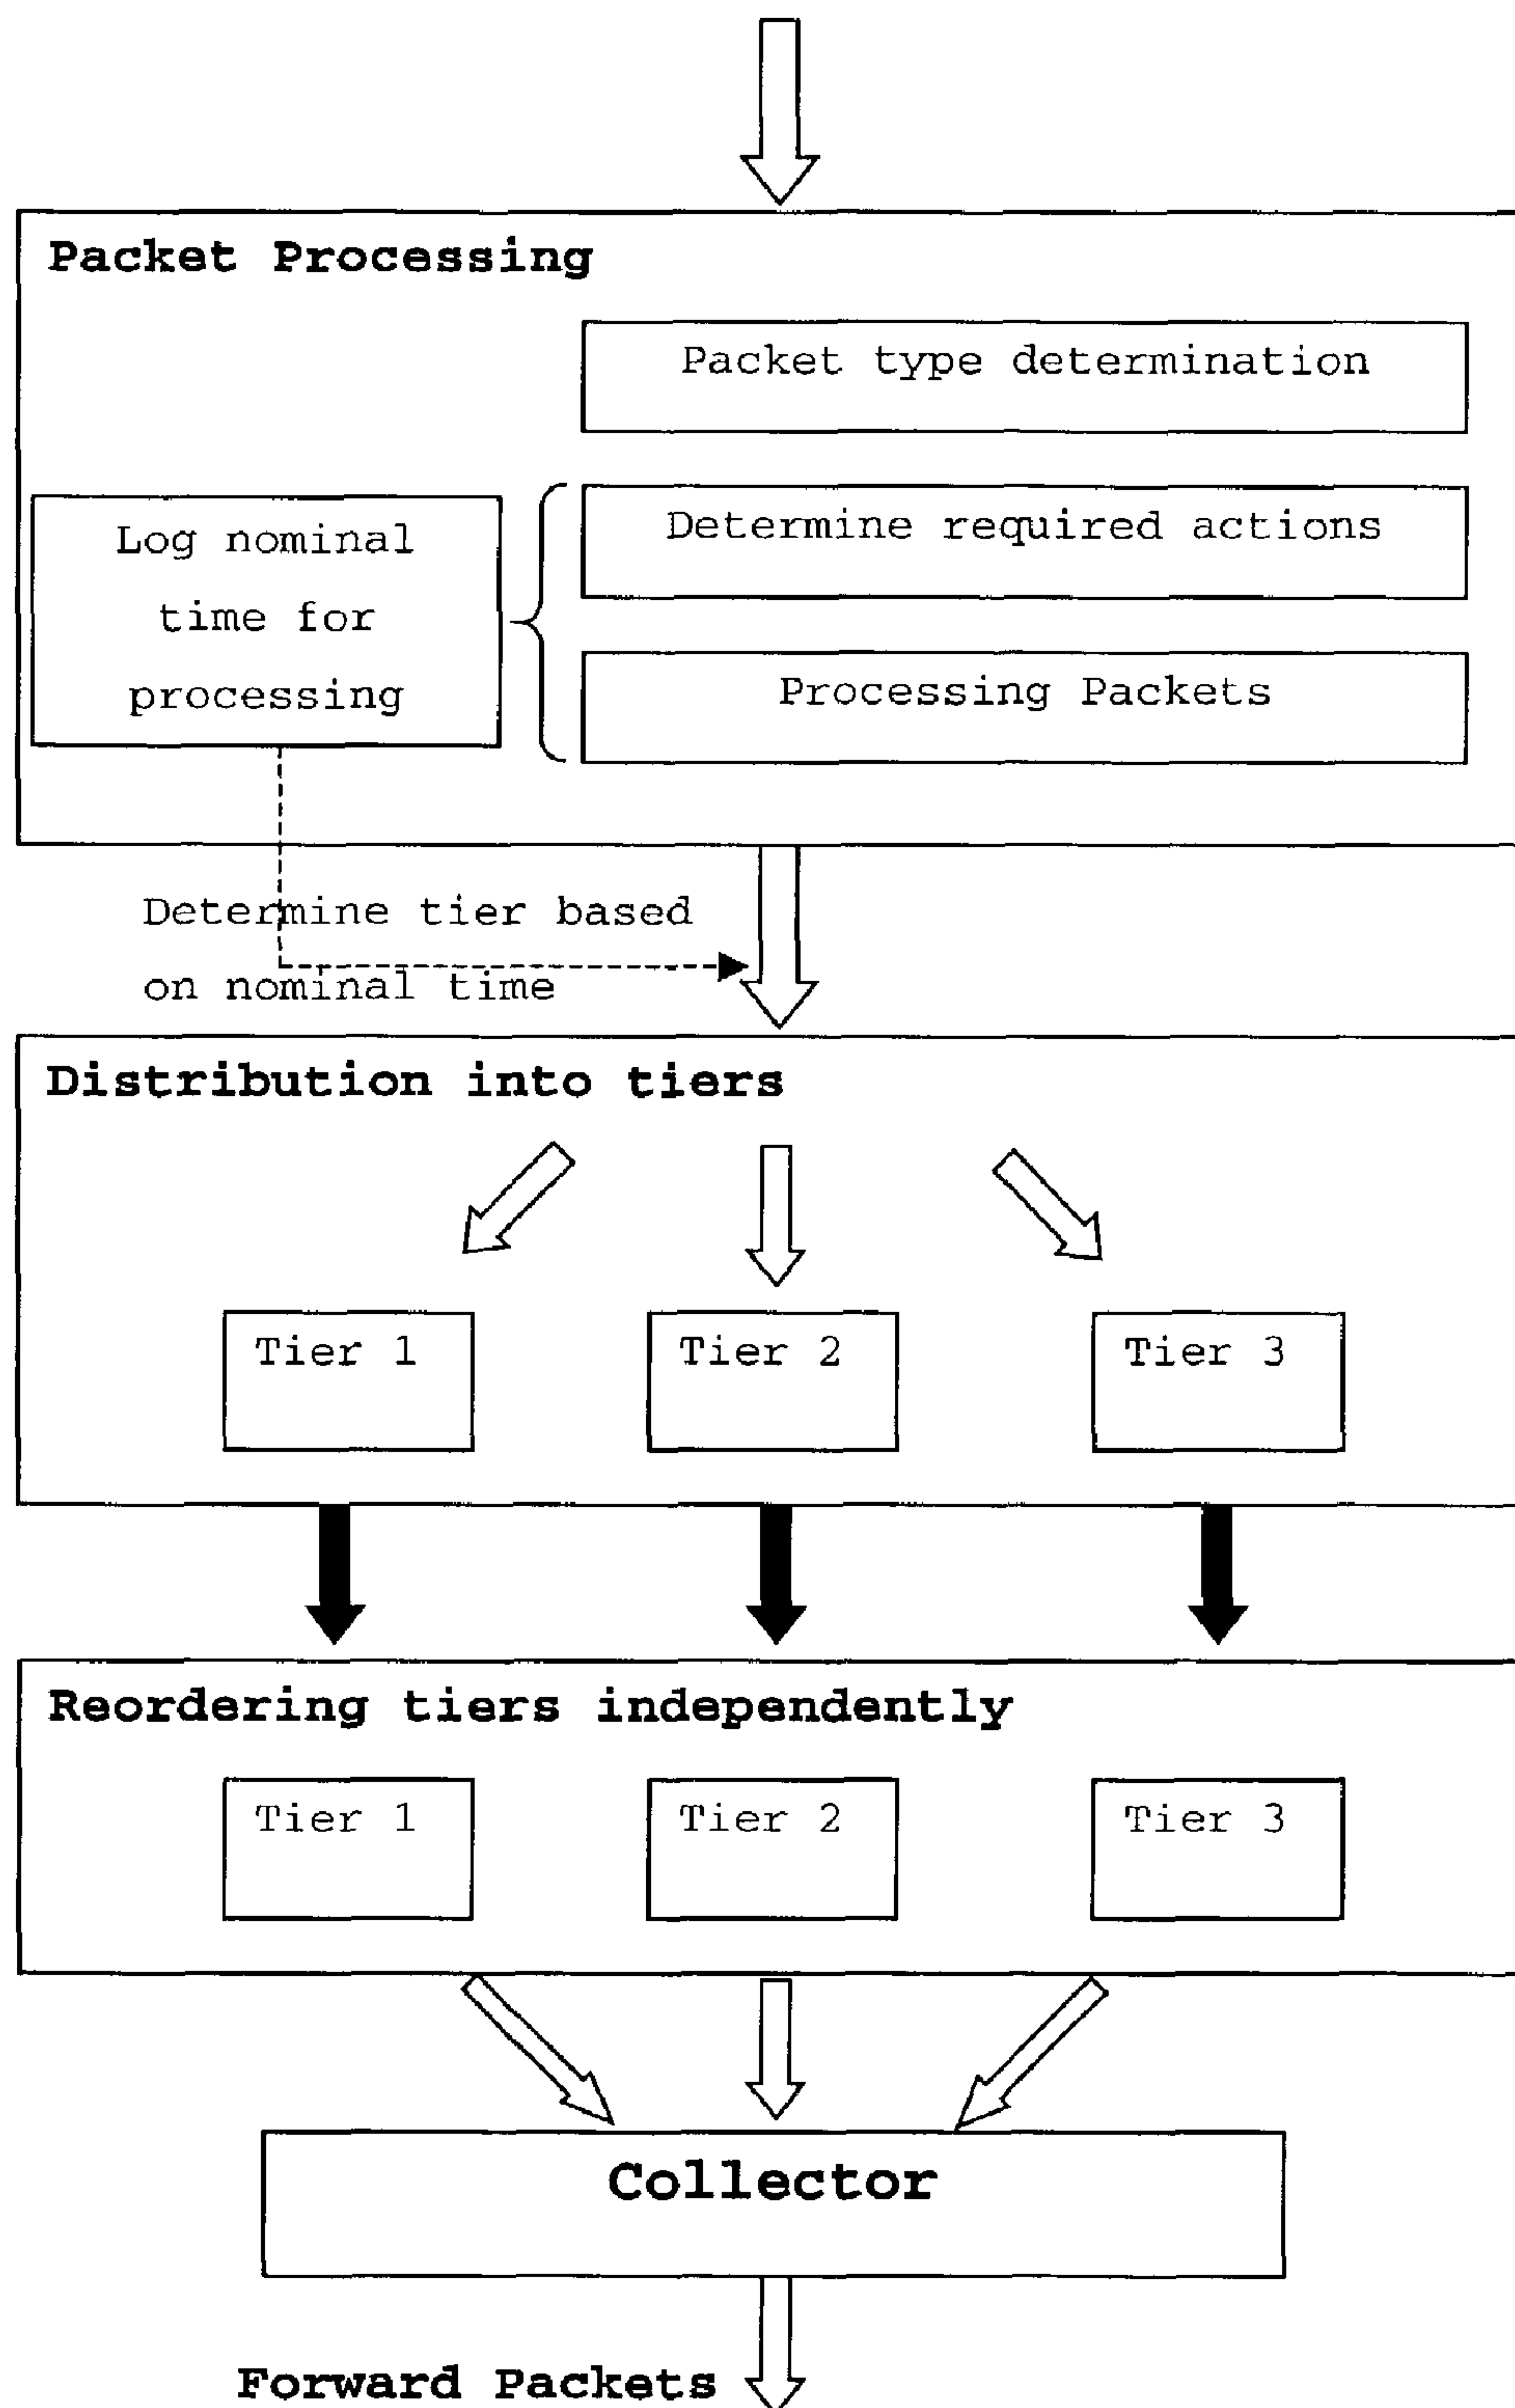 Packet Processing
Packet type determination
Log nominal
time for
processing
Determine required actions
Processing Packets
Determine tier based
on nominal time
Distribution into tiers
Tier 1
Tier 2
Tier 3
Reordering tiers independently
Tier 1
Tier 2
Tier 3
Collector
Forward Packets